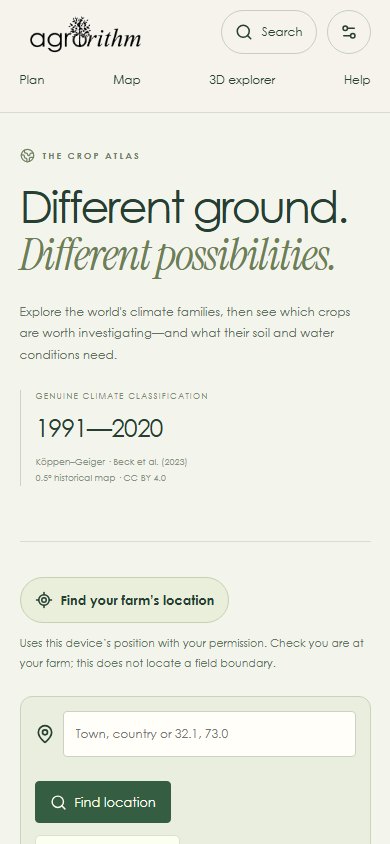 agrorithm
Search
Plan
Map
3D explorer
Help
THE CROP ATLAS
Different ground.
Different possibilities.
Explore the world's climate families, then see which crops
are worth investigating—and what their soil and water
conditions need.
GENUINE CLIMATE CLASSIFICATION
1991—2020
Köppen–Geiger · Beck et al. (2023)
0.5° historical map · CC BY 4.0
Find your farm's location
Uses this device's position with your permission. Check you are at
your farm; this does not locate a field boundary.
Town, country or 32.1, 73.0
Find location